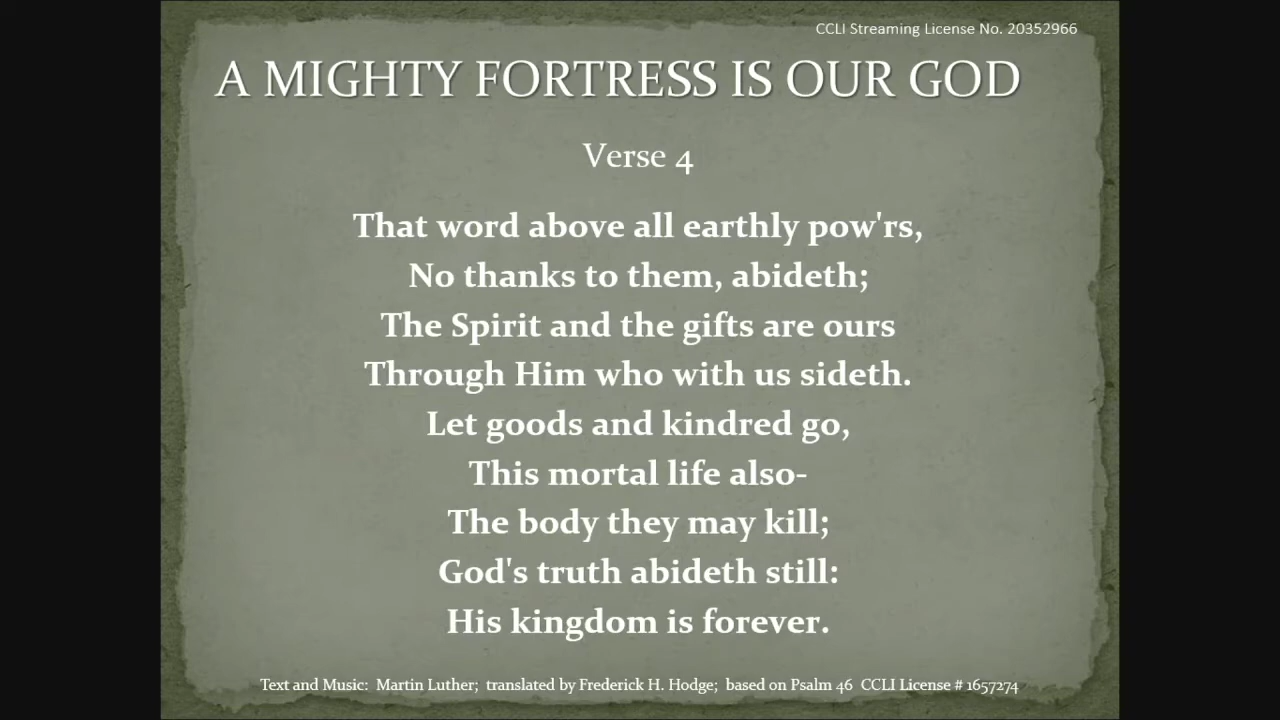 CCLI Streaming License No. 20352966
A MIGHTY FORTRESS IS OUR GOD
Verse 4
That word above all earthly pow'rs,
No thanks to them, abideth;
The Spirit and the gifts are ours
Through Him who with us sideth.
Let goods and kindred go,
This mortal life also-
The body they may kill;
God's truth abideth still:
His kingdom is forever.
Text and Music: Martin Luther; translated by Frederick H. Hodge; based on Psalm 46 CCLI License # 1657274